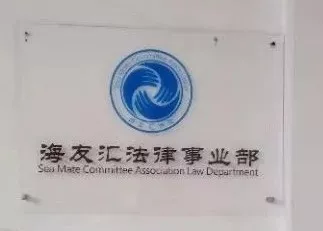 海友汇法律事业部
Sea Mate Committee Association Law Department